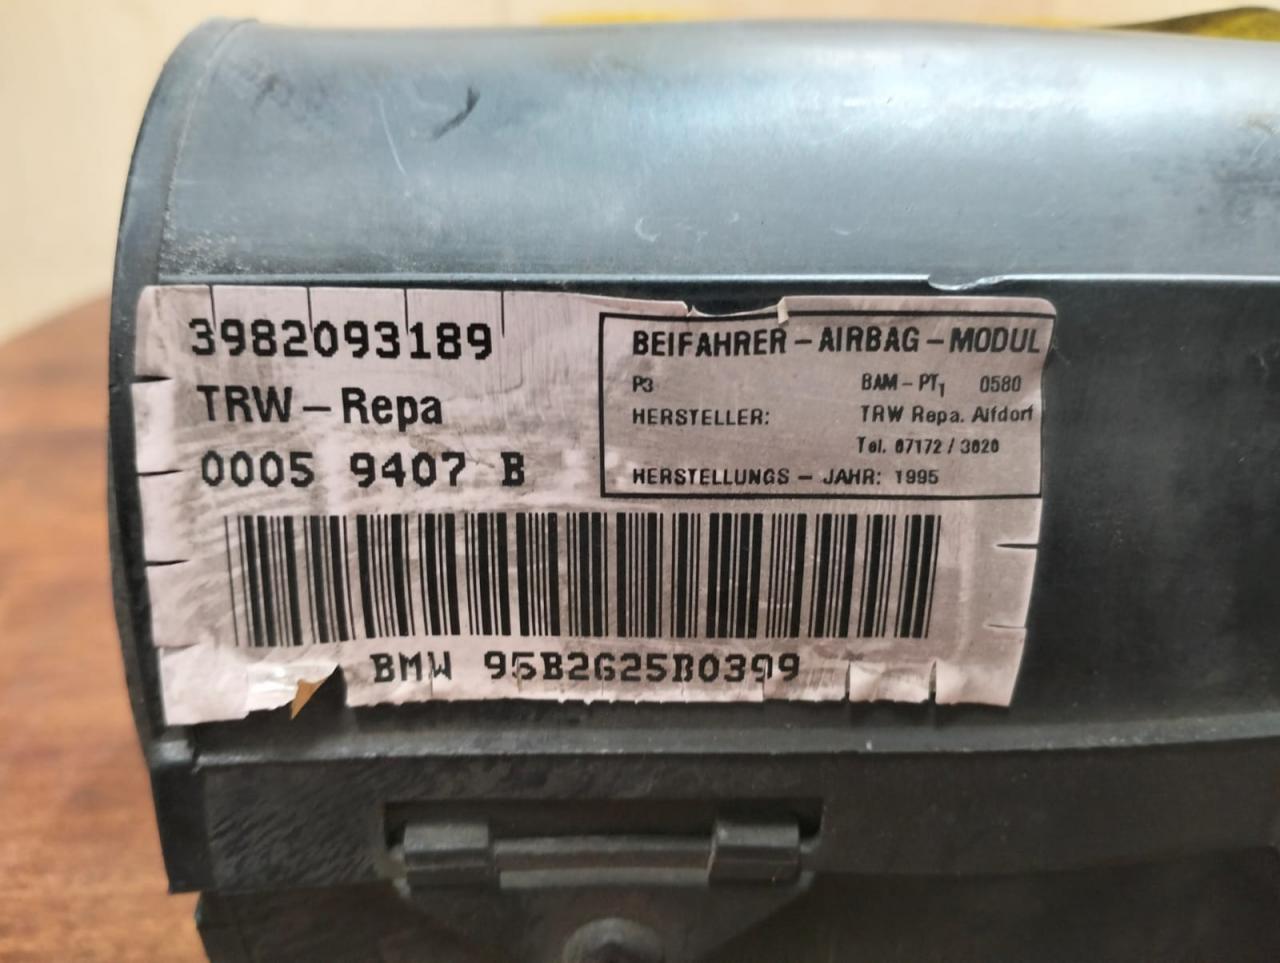 3982093189
TRW-Repa
0005 9407 B
BEIFAHRER-AIRBAG-MODUL
P3 BAM-PT1 0580
HERSTELLER: TRW Repa. Alfdorf
Tel. 07172 / 3020
HERSTELLUNGS - JAHR: 1995
BMW 95B2G25B0399